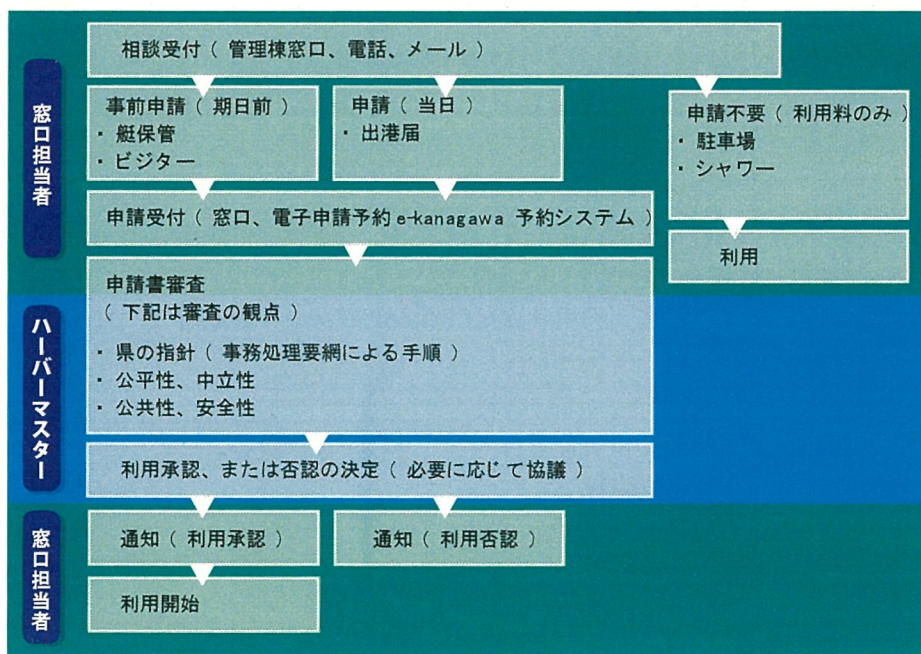 相談受付（ 管理棟窓口、電話、メール ）
窓口担当者
事前申請（ 期日前 ）
・ 艇保管
・ ビジター
申請（ 当日 ）
・ 出港届
申請不要（ 利用料のみ ）
・ 駐車場
・ シャワー
申請受付（ 窓口、電子申請予約 e-kanagawa 予約システム ）
利用
申請書審査
（ 下記は審査の観点 ）
ハーバーマスター
・ 県の指針（ 事務処理要網による手順 ）
・ 公平性、中立性
・ 公共性、安全性
利用承認、または否認の決定（ 必要に応じて協議 ）
窓口担当者
通知（ 利用承認 ）
通知（ 利用否認 ）
利用開始